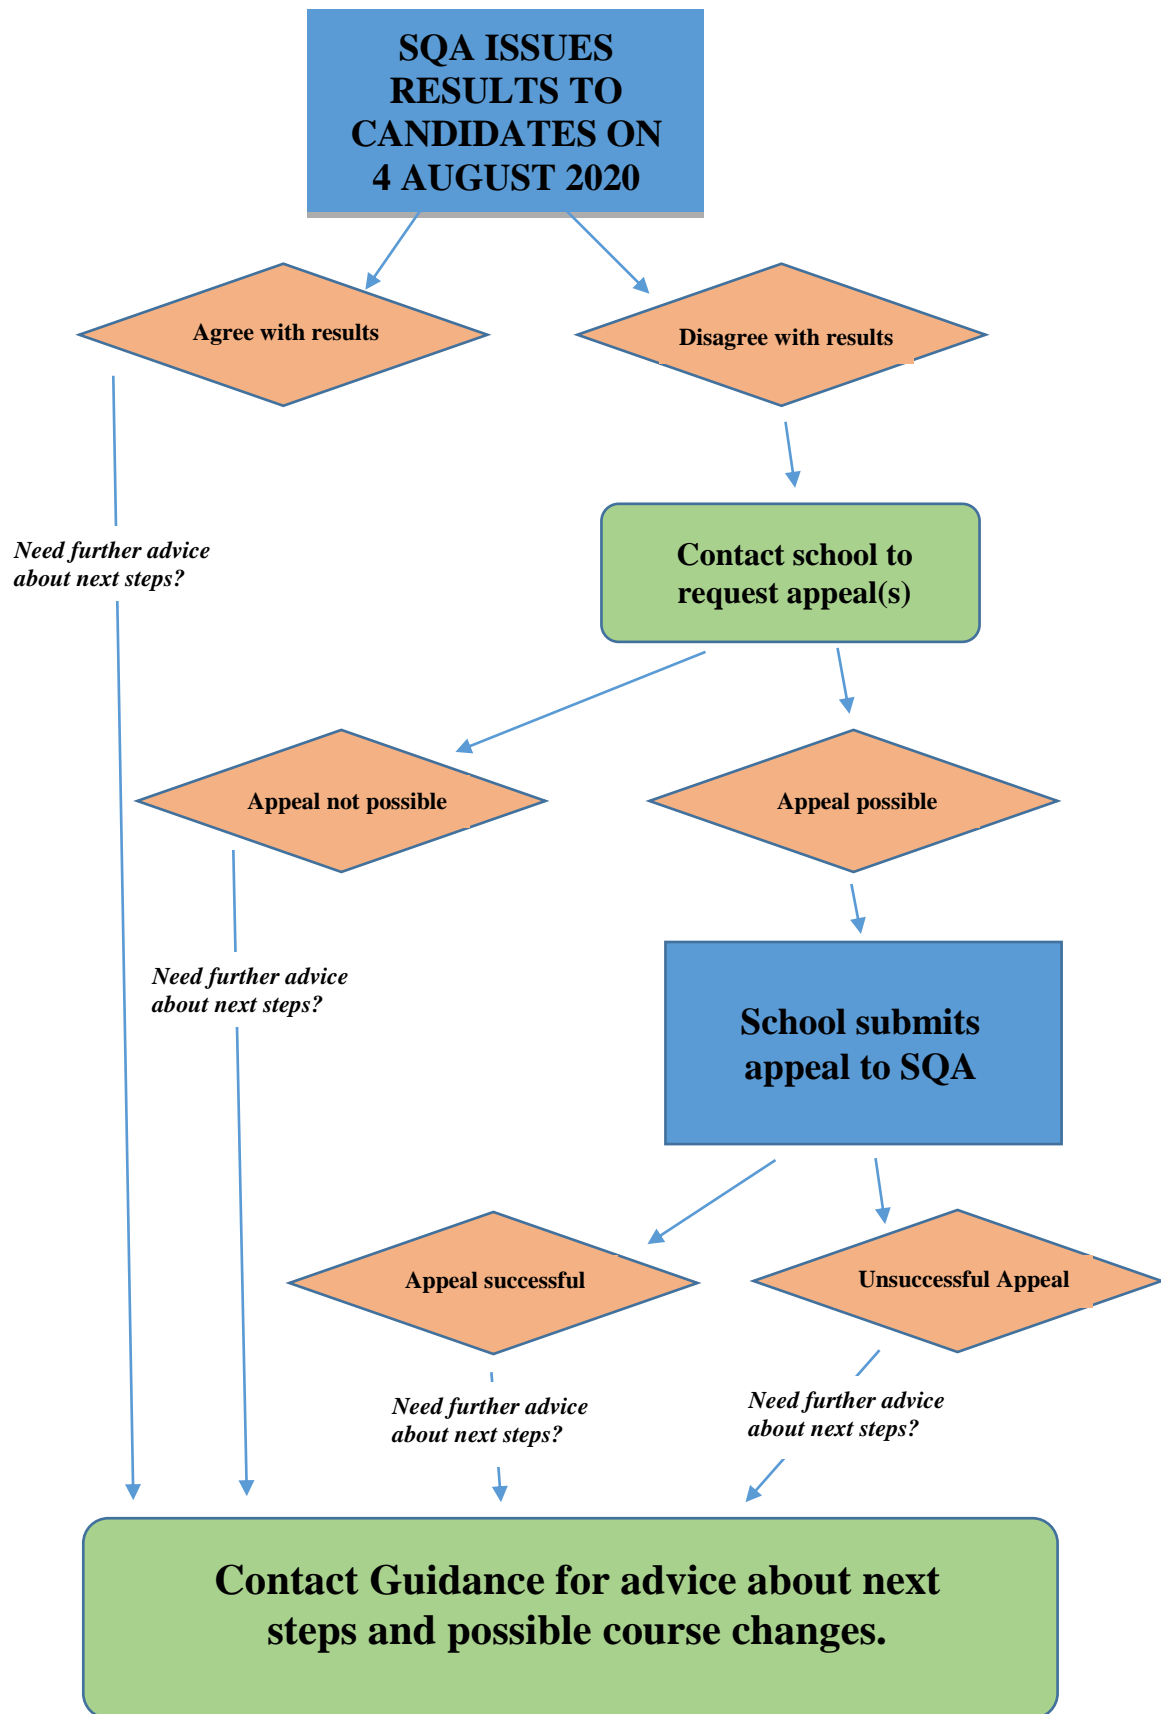 SQA ISSUES
RESULTS TO
CANDIDATES ON
4 AUGUST 2020
Agree with results
Disagree with results
Need further advice
about next steps?
Contact school to
request appeal(s)
Appeal not possible
Appeal possible
Need further advice
about next steps?
School submits
appeal to SQA
Appeal successful
Unsuccessful Appeal
Need further advice
about next steps?
Need further advice
about next steps?
Contact Guidance for advice about next
steps and possible course changes.